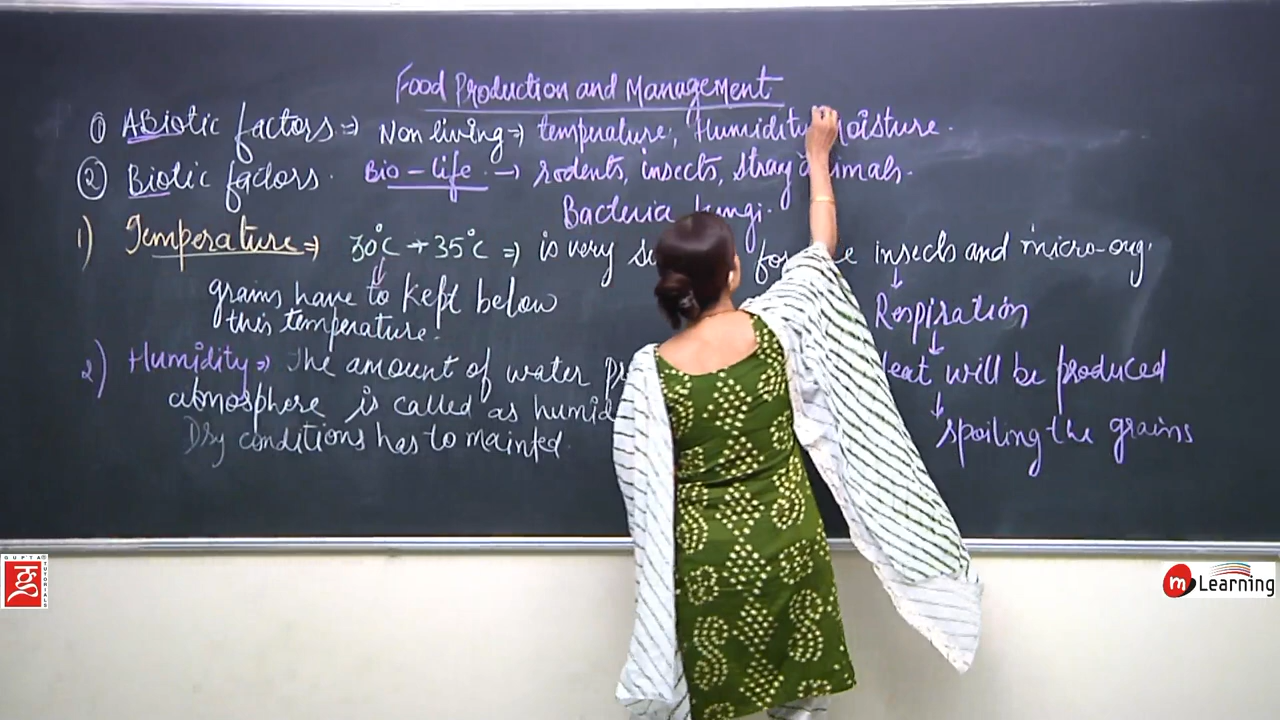 Food Production and Management
① ABiotic factors ⇒ Non living ⇒ temperature, Humidity, Moisture.
② Biotic factors. Bio - life → rodents, insects, stray animals.
Bacteria fungi.
1) Temperature ⇒ 30°C → 35°C ⇒ is very for insects and micro-org.
↓ ↓
grains have to kept below Respiration
this temperature. ↓
2) Humidity ⇒ The amount of water will be produced
atmosphere is called as humid ↓
spoiling the grains
Dry conditions has to mainted.
GUPTA TUTORIALS
m Learning